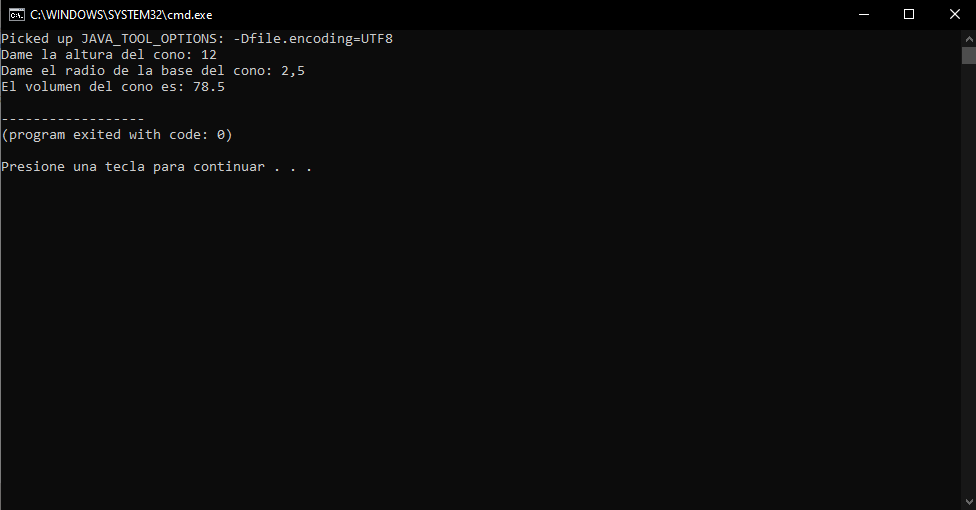 C:\WINDOWS\SYSTEM32\cmd.exe
Picked up JAVA_TOOL_OPTIONS: -Dfile.encoding=UTF8
Dame la altura del cono: 12
Dame el radio de la base del cono: 2,5
El volumen del cono es: 78.5
------------------
(program exited with code: 0)
Presione una tecla para continuar . . .